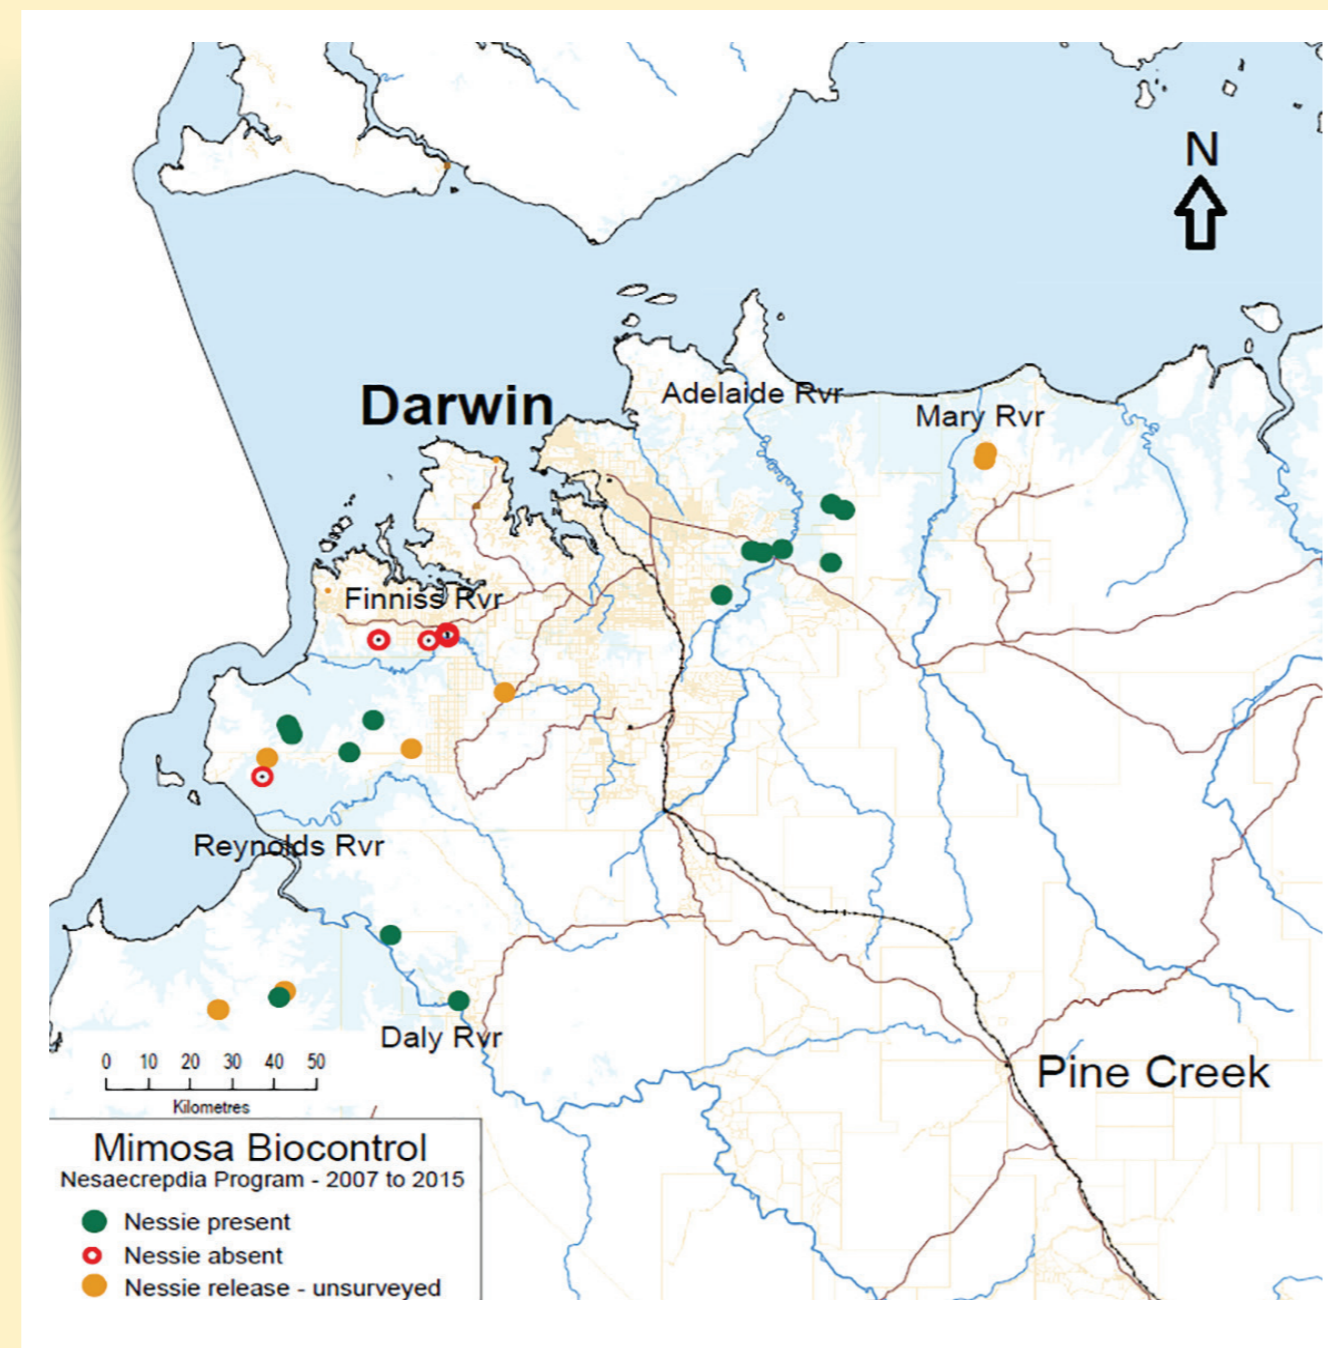 N
Darwin
Adelaide Rvr
Mary Rvr
Finniss Rvr
Reynolds Rvr
Daly Rvr
Pine Creek
0 10 20 30 40 50
Kilometres
Mimosa Biocontrol
Nesaecrepdia Program - 2007 to 2015
Nessie present
Nessie absent
Nessie release - unsurveyed